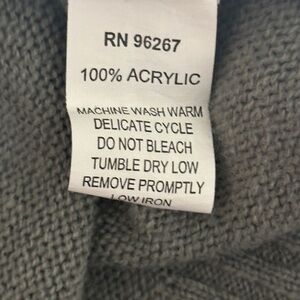 RN 96267
100% ACRYLIC
MACHINE WASH WARM
DELICATE CYCLE
DO NOT BLEACH
TUMBLE DRY LOW
REMOVE PROMPTLY
LOW IRON